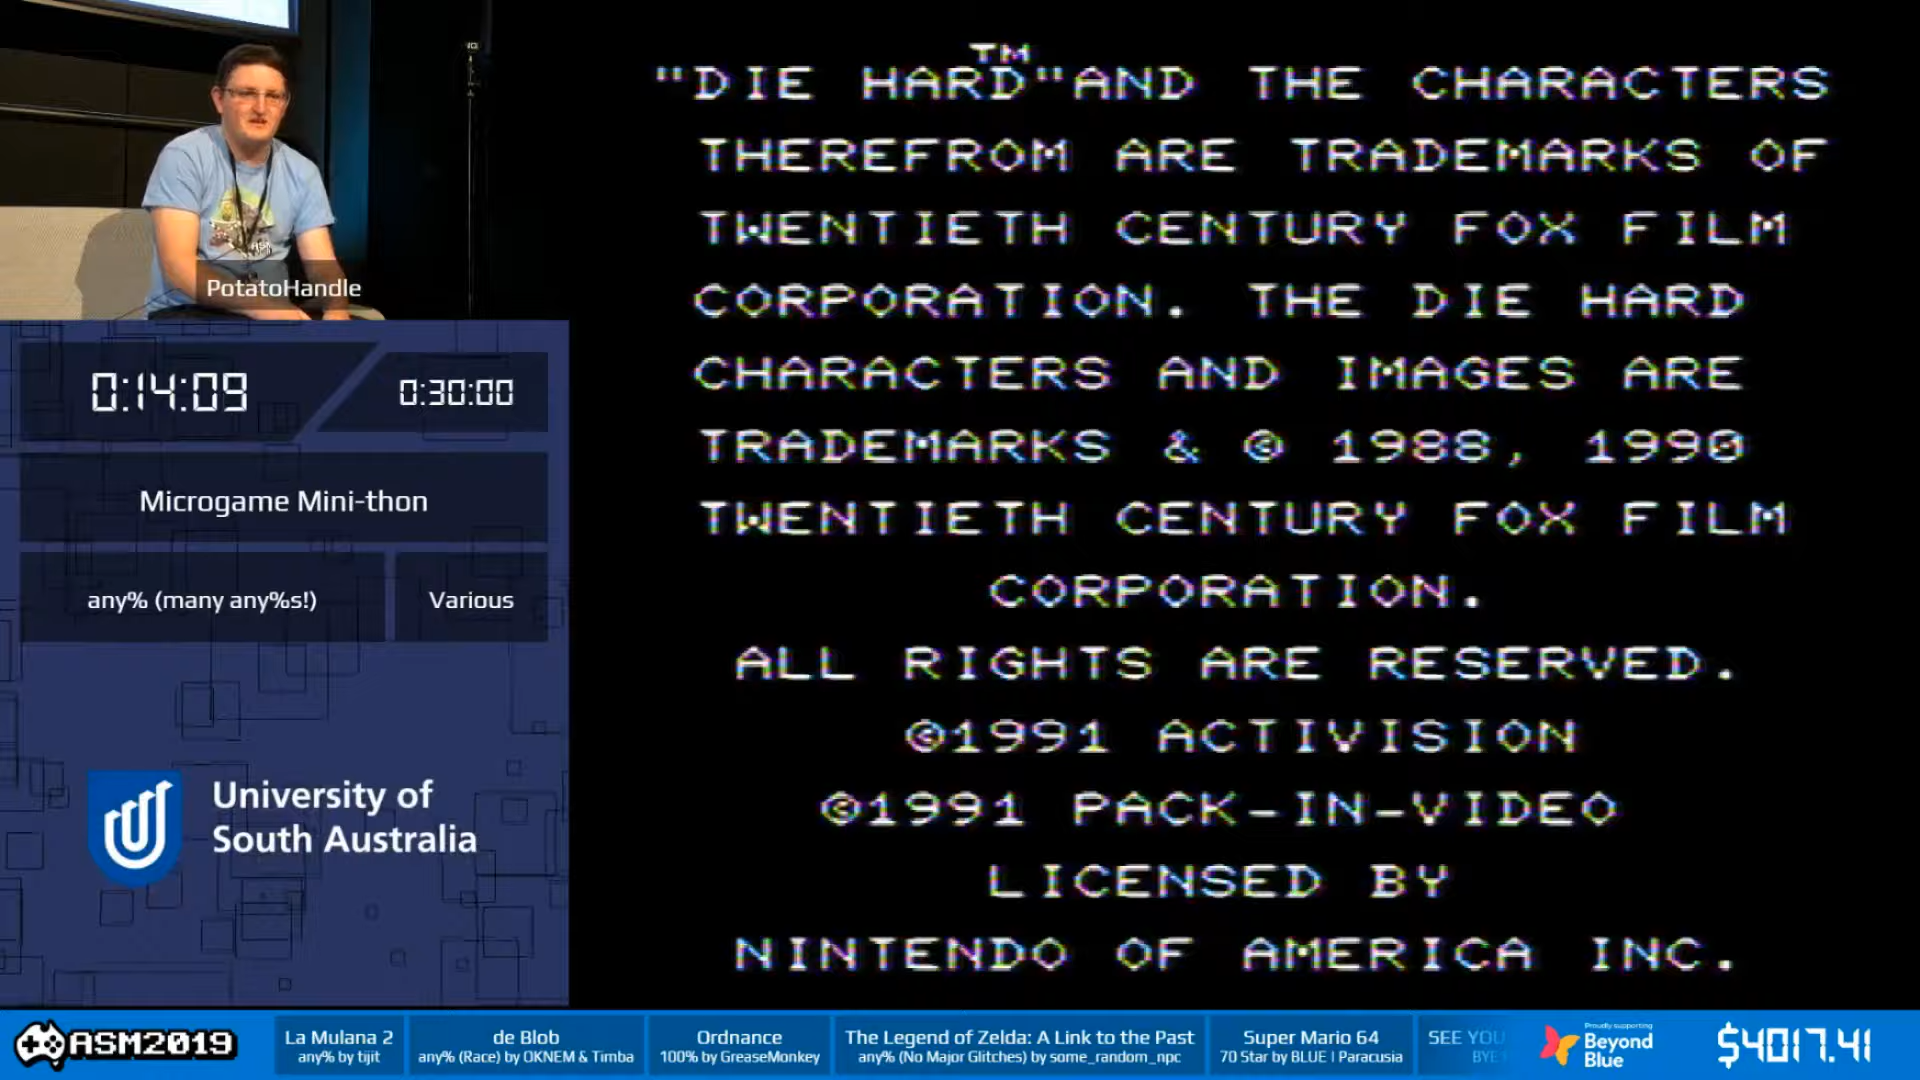 TM
"DIE HARD"AND THE CHARACTERS
THEREFROM ARE TRADEMARKS OF
TWENTIETH CENTURY FOX FILM
CORPORATION. THE DIE HARD
CHARACTERS AND IMAGES ARE
TRADEMARKS & © 1988, 1990
TWENTIETH CENTURY FOX FILM
CORPORATION.
ALL RIGHTS ARE RESERVED.
©1991 ACTIVISION
©1991 PACK-IN-VIDEO
LICENSED BY
NINTENDO OF AMERICA INC.
PotatoHandle
0:14:09
0:30:00
Microgame Mini-thon
any% (many any%s!)
Various
University of
South Australia
ASM2019
La Mulana 2
any% by tijit
de Blob
any% (Race) by OKNEM & Timba
Ordnance
100% by GreaseMonkey
The Legend of Zelda: A Link to the Past
any% (No Major Glitches) by some_random_npc
Super Mario 64
70 Star by BLUE | Paracusia
SEE YOU
BYE
Proudly supporting
Beyond
Blue
$4017.41